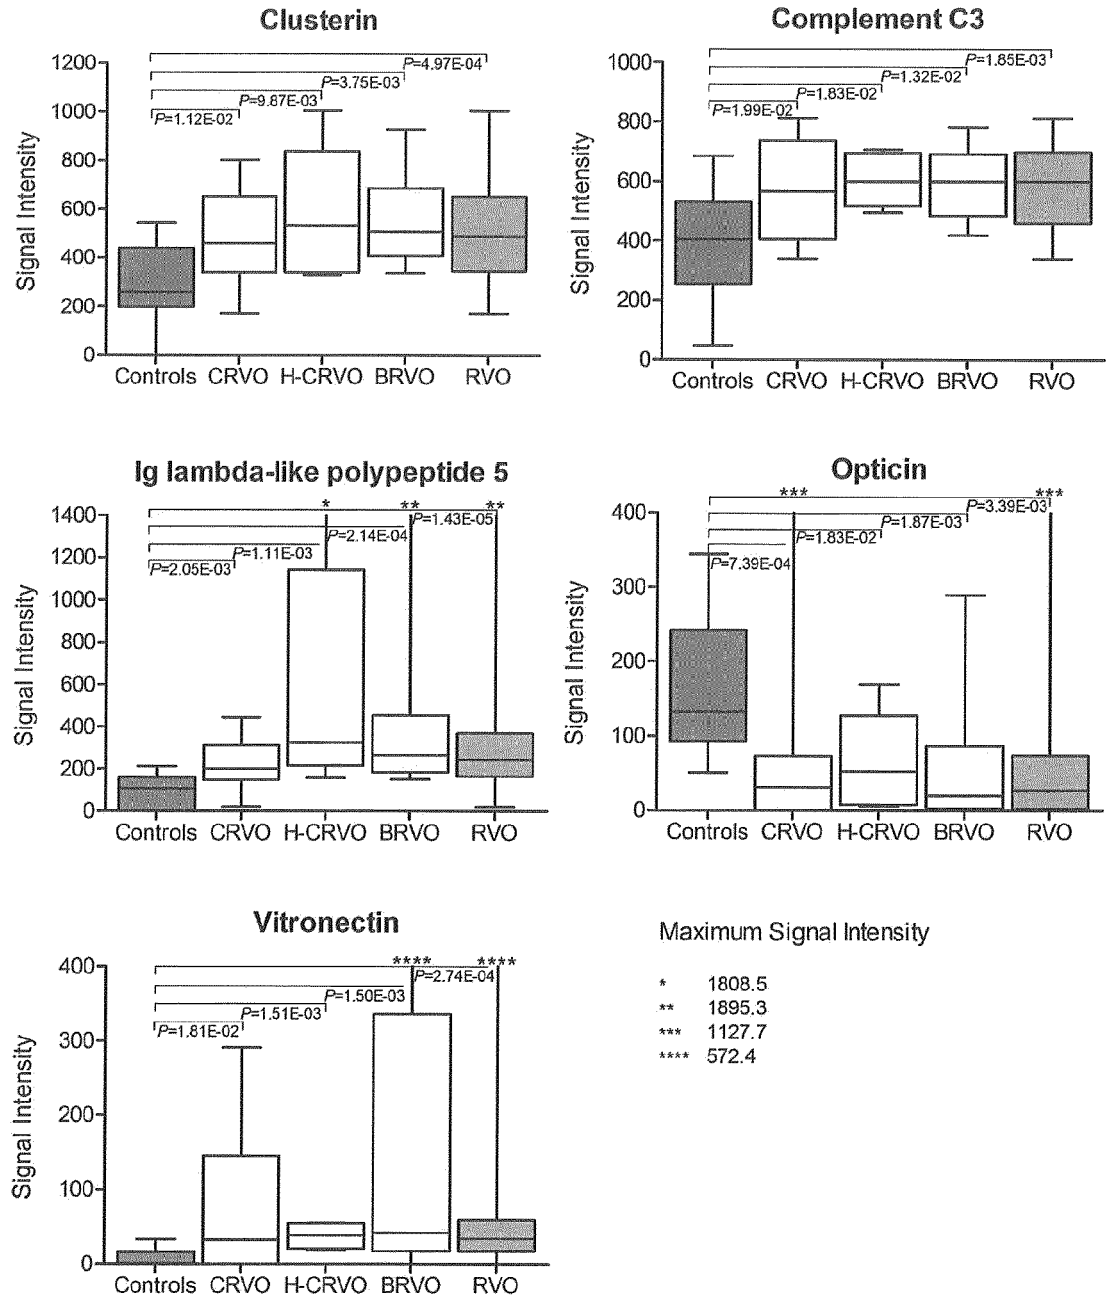 Clusterin
1200
1000
800
600
400
200
0
Signal Intensity
P=4.97E-04
P=3.75E-03
P=9.87E-03
P=1.12E-02
Controls CRVO H-CRVO BRVO RVO
Complement C3
1000
800
600
400
200
0
Signal Intensity
P=1.85E-03
P=1.32E-02
P=1.83E-02
P=1.99E-02
Controls CRVO H-CRVO BRVO RVO
Ig lambda-like polypeptide 5
1400
1200
1000
800
600
400
200
0
Signal Intensity
* ** **
P=1.43E-05
P=2.14E-04
P=1.11E-03
P=2.05E-03
Controls CRVO H-CRVO BRVO RVO
Opticin
400
300
200
100
0
Signal Intensity
*** ***
P=3.39E-03
P=1.87E-03
P=1.83E-02
P=7.39E-04
Controls CRVO H-CRVO BRVO RVO
Vitronectin
400
300
200
100
0
Signal Intensity
**** ****
P=2.74E-04
P=1.50E-03
P=1.51E-03
P=1.81E-02
Controls CRVO H-CRVO BRVO RVO
Maximum Signal Intensity
* 1808.5
** 1895.3
*** 1127.7
**** 572.4